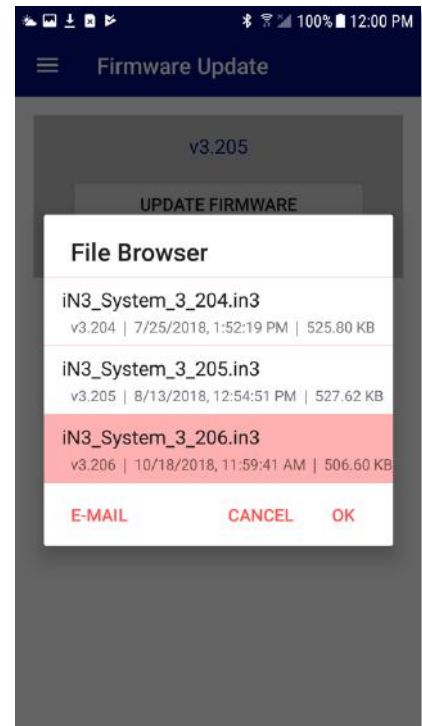 100% 12:00 PM
Firmware Update
v3.205
UPDATE FIRMWARE
File Browser
iN3_System_3_204.in3
v3.204 | 7/25/2018, 1:52:19 PM | 525.80 KB
iN3_System_3_205.in3
v3.205 | 8/13/2018, 12:54:51 PM | 527.62 KB
iN3_System_3_206.in3
v3.206 | 10/18/2018, 11:59:41 AM | 506.60 KB
E-MAIL CANCEL OK